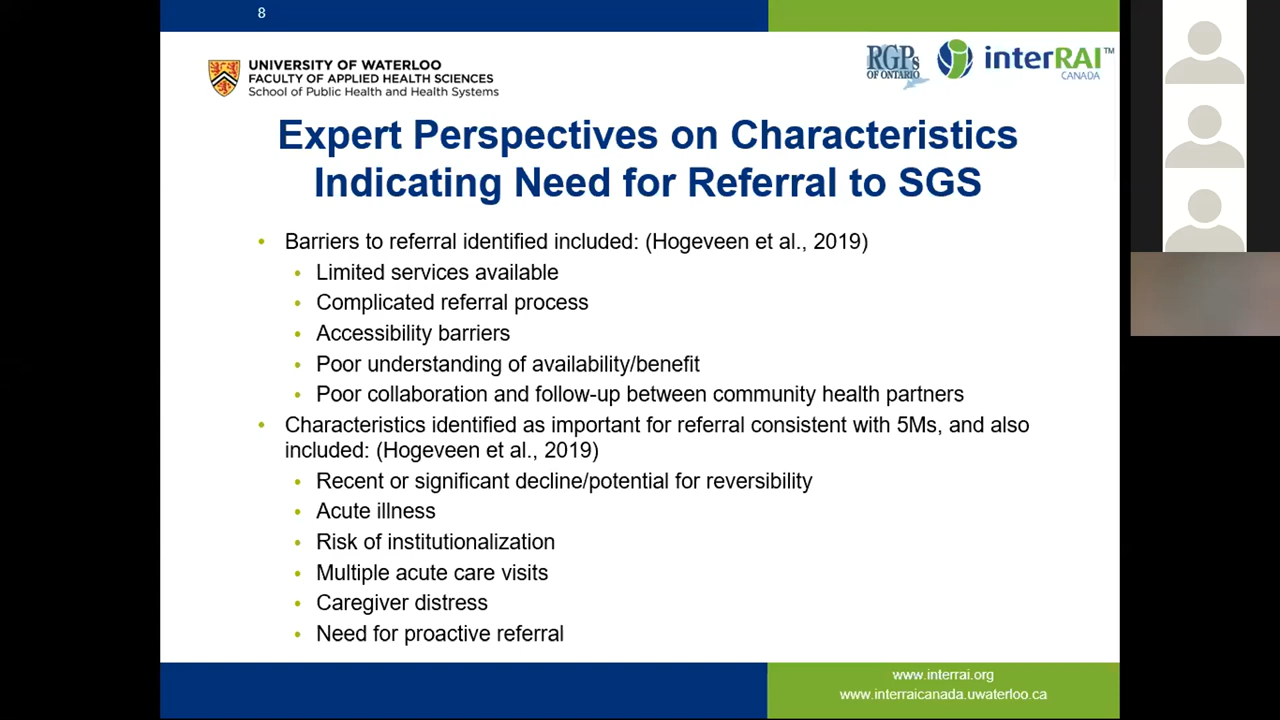 8
UNIVERSITY OF WATERLOO
FACULTY OF APPLIED HEALTH SCIENCES
School of Public Health and Health Systems
RGPs
OF ONTARIO
interRAI™
CANADA
Expert Perspectives on Characteristics
Indicating Need for Referral to SGS
• Barriers to referral identified included: (Hogeveen et al., 2019)
• Limited services available
• Complicated referral process
• Accessibility barriers
• Poor understanding of availability/benefit
• Poor collaboration and follow-up between community health partners
• Characteristics identified as important for referral consistent with 5Ms, and also
included: (Hogeveen et al., 2019)
• Recent or significant decline/potential for reversibility
• Acute illness
• Risk of institutionalization
• Multiple acute care visits
• Caregiver distress
• Need for proactive referral
www.interrai.org
www.interraicanada.uwaterloo.ca